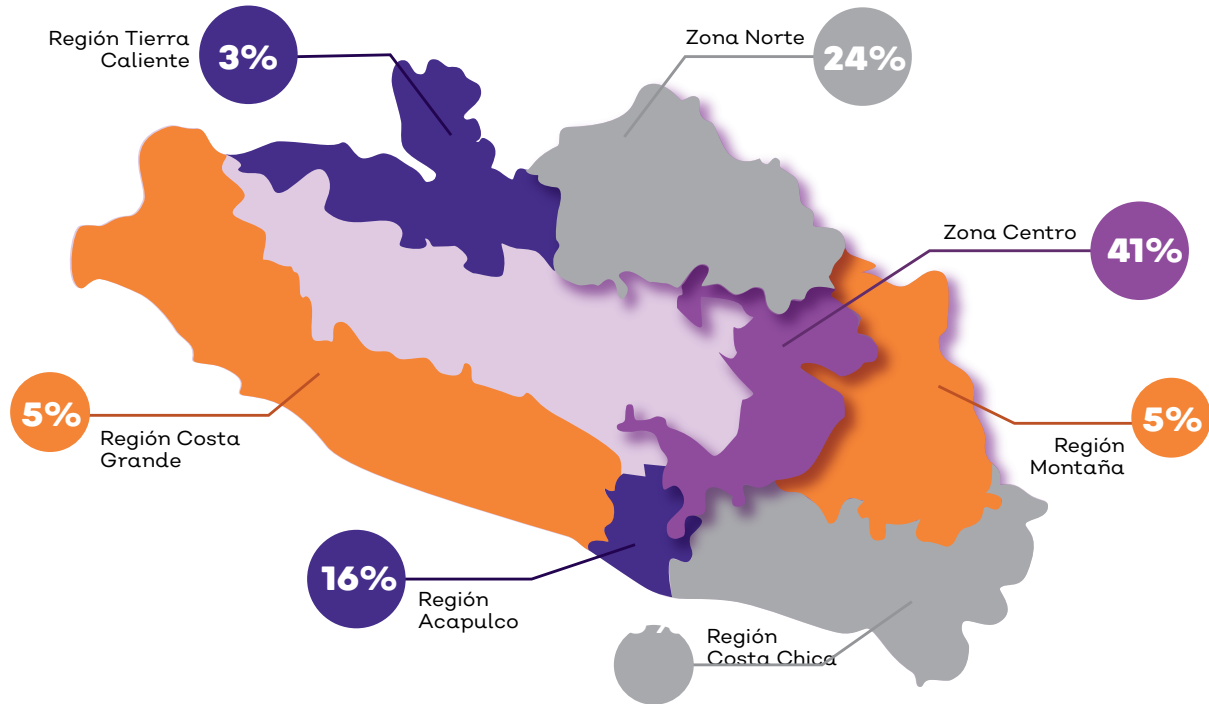 Región Tierra
Caliente
3%
Zona Norte
24%
Zona Centro
41%
5%
Región Costa
Grande
5%
Región
Montaña
16%
Región
Acapulco
Región
Costa Chica